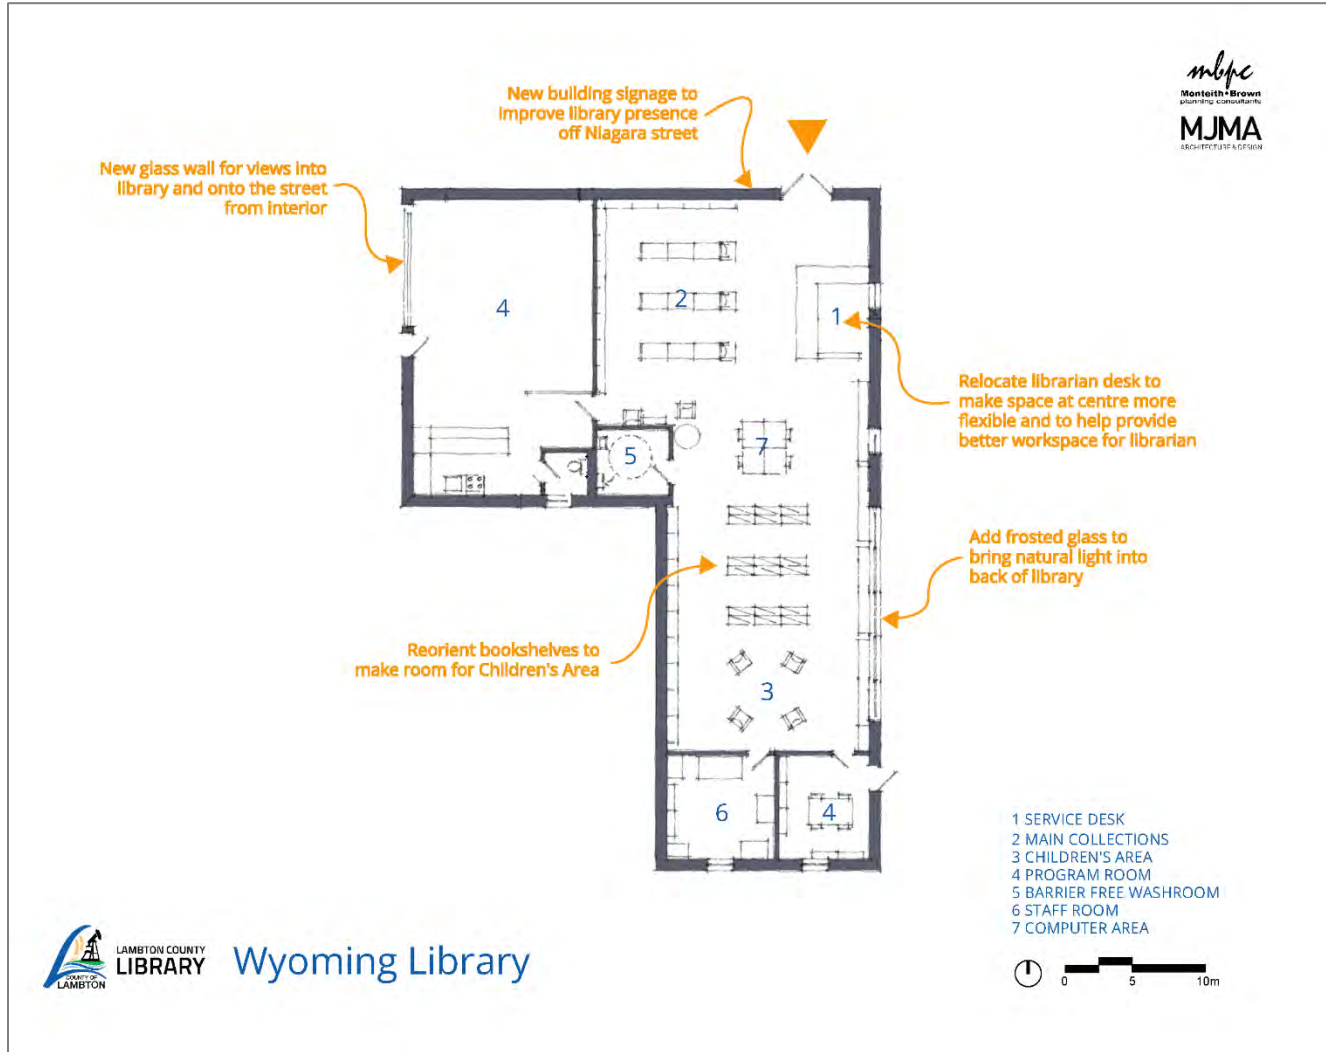 mbpc
Monteith•Brown
planning consultants
MJMA
ARCHITECTURE & DESIGN
New building signage to
improve library presence
off Niagara street
New glass wall for views into
library and onto the street
from interior
4
2
1
Relocate librarian desk to
make space at centre more
flexible and to help provide
better workspace for librarian
5
7
Add frosted glass to
bring natural light into
back of library
Reorient bookshelves to
make room for Children's Area
3
6
4
1 SERVICE DESK
2 MAIN COLLECTIONS
3 CHILDREN'S AREA
4 PROGRAM ROOM
5 BARRIER FREE WASHROOM
6 STAFF ROOM
7 COMPUTER AREA
0 5 10m
LAMBTON COUNTY
LIBRARY
COUNTY OF
LAMBTON
Wyoming Library